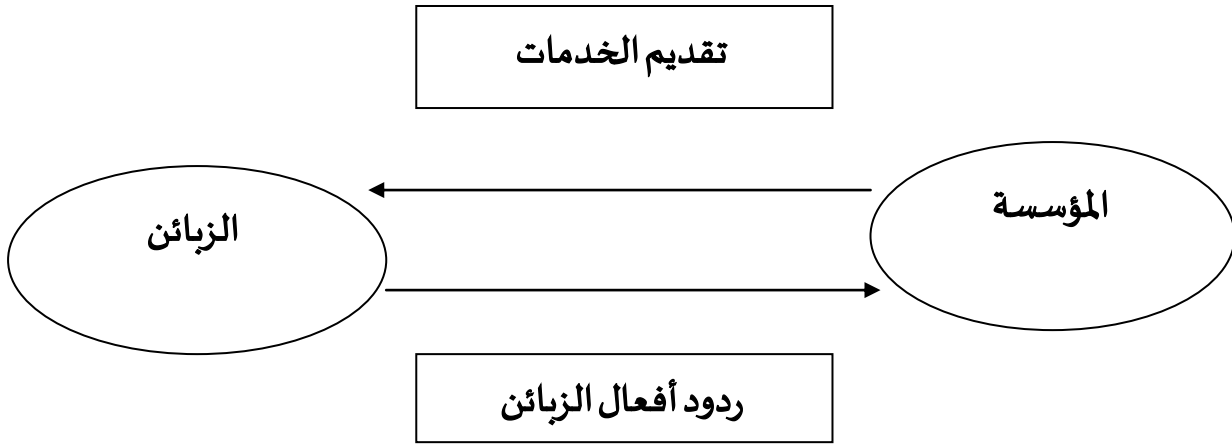 تقديم الخدمات
المؤسسة
الزبائن
ردود أفعال الزبائن